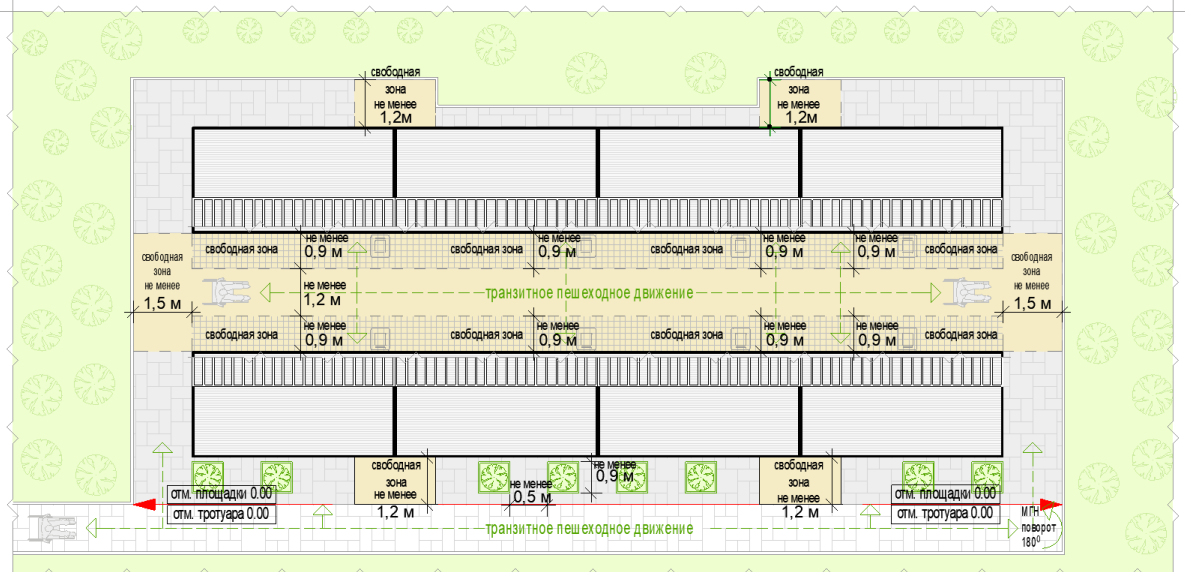 свободная
зона
не менее
1,2м
свободная
зона
не менее
1,2м
свободная зона
не менее
0,9 м
свободная зона
не менее
0,9 м
свободная зона
не менее
0,9 м
не менее
0,9 м
свободная зона
свободная
зона
не менее
1,5 м
не менее
1,2 м
транзитное пешеходное движение
свободная
зона
не менее
1,5 м
свободная зона
не менее
0,9 м
свободная зона
не менее
0,9 м
свободная зона
не менее
0,9 м
не менее
0,9 м
свободная зона
свободная
зона
не менее
1,2 м
не менее
0,5 м
не менее
0,9 м
свободная
зона
не менее
1,2 м
отм. площадки 0.00
отм. тротуара 0.00
отм. площадки 0.00
отм. тротуара 0.00
транзитное пешеходное движение
МГН
поворот
180⁰